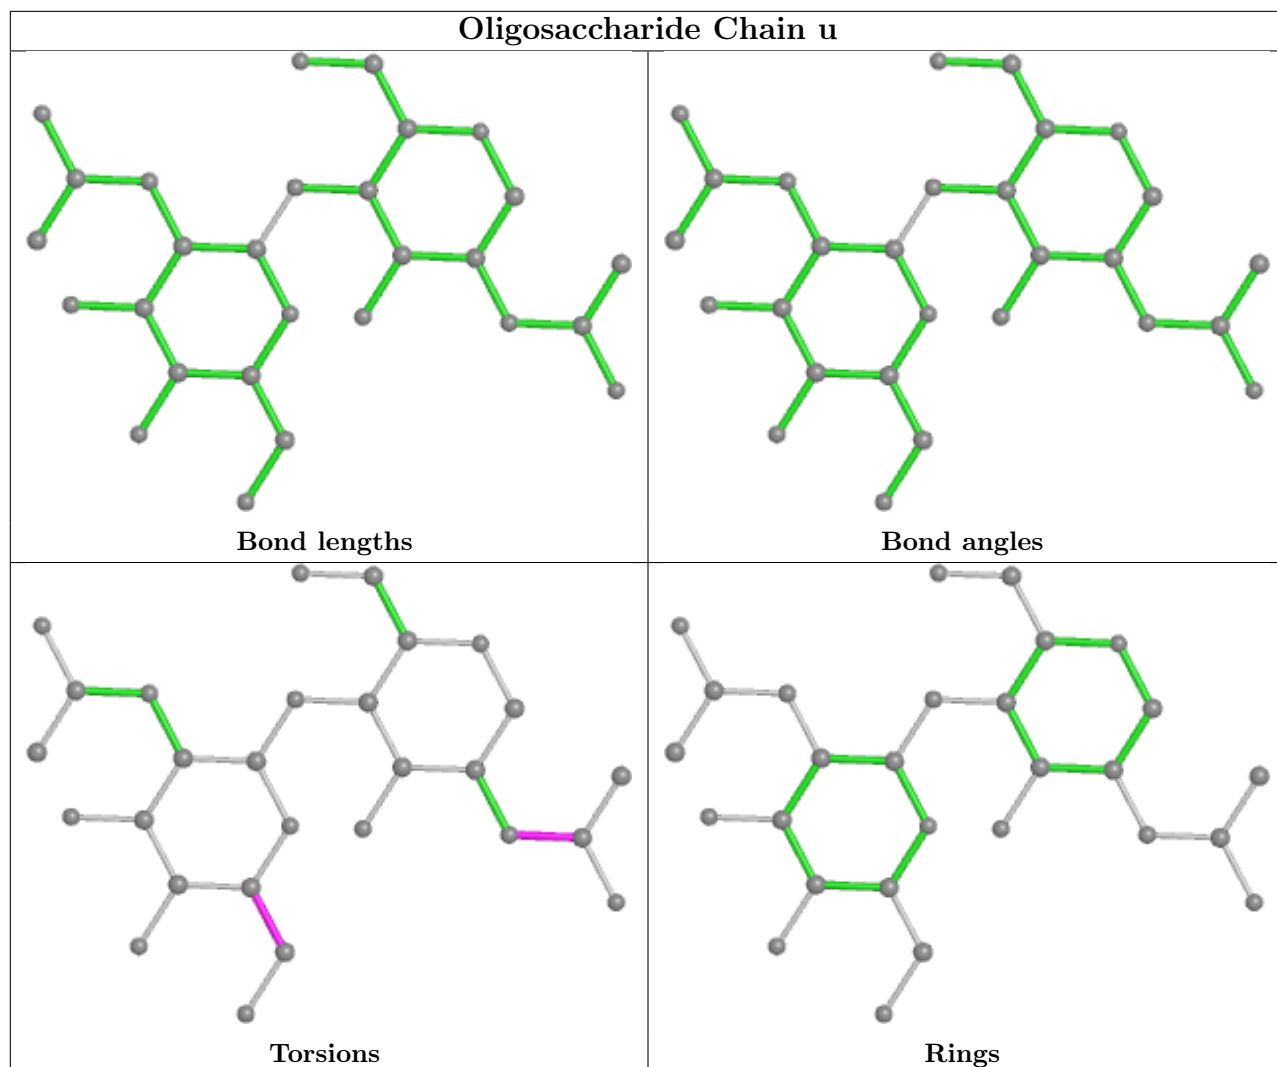 Oligosaccharide Chain u
Bond lengths
Bond angles
Torsions
Rings